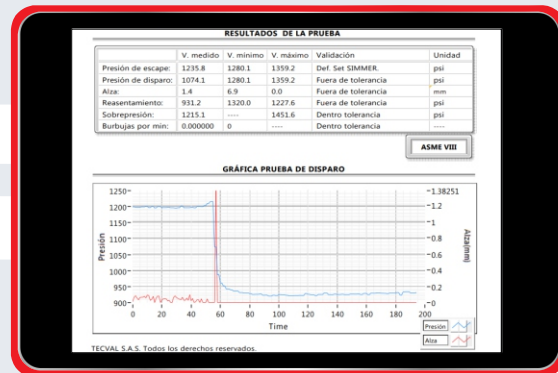 RESULTADOS DE LA PRUEBA
V. medido V. mínimo V. máximo Validación Unidad
Presión de escape: 1235.8 1280.1 1359.2 Def. Set SIMMER. psi
Presión de disparo: 1074.1 1280.1 1359.2 Fuera de tolerancia psi
Alza: 1.4 6.9 0.0 Fuera de tolerancia mm
Reasentamiento: 931.2 1320.0 1227.6 Fuera de tolerancia psi
Sobrepresión: 1215.1 ---- 1451.6 Dentro tolerancia psi
Burbujas por min: 0.000000 0 ---- Dentro tolerancia ----
ASME VIII
GRÁFICA PRUEBA DE DISPARO
1250 1.38251
1200 1.2
1150 1
1100 0.8
1050 0.6
1000 0.4
950 0.2
900 0
Presión
Alza(mm)
0 20 40 60 80 100 120 140 160 180 200
Time
Presión
Alza
TECVAL S.A.S. Todos los derechos reservados.